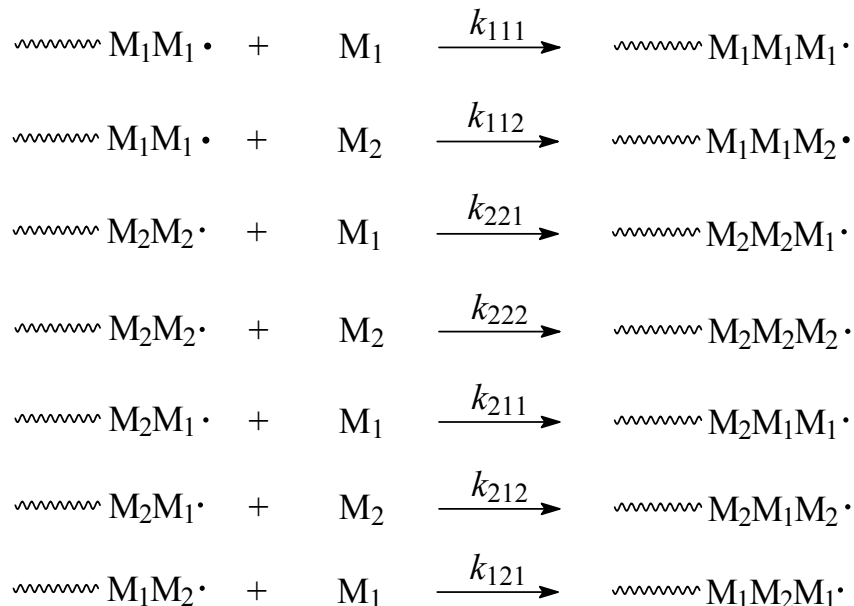 M₁M₁• + M₁ k₁₁₁ M₁M₁M₁•
M₁M₁• + M₂ k₁₁₂ M₁M₁M₂•
M₂M₂• + M₁ k₂₂₁ M₂M₂M₁•
M₂M₂• + M₂ k₂₂₂ M₂M₂M₂•
M₂M₁• + M₁ k₂₁₁ M₂M₁M₁•
M₂M₁• + M₂ k₂₁₂ M₂M₁M₂•
M₁M₂• + M₁ k₁₂₁ M₁M₂M₁•